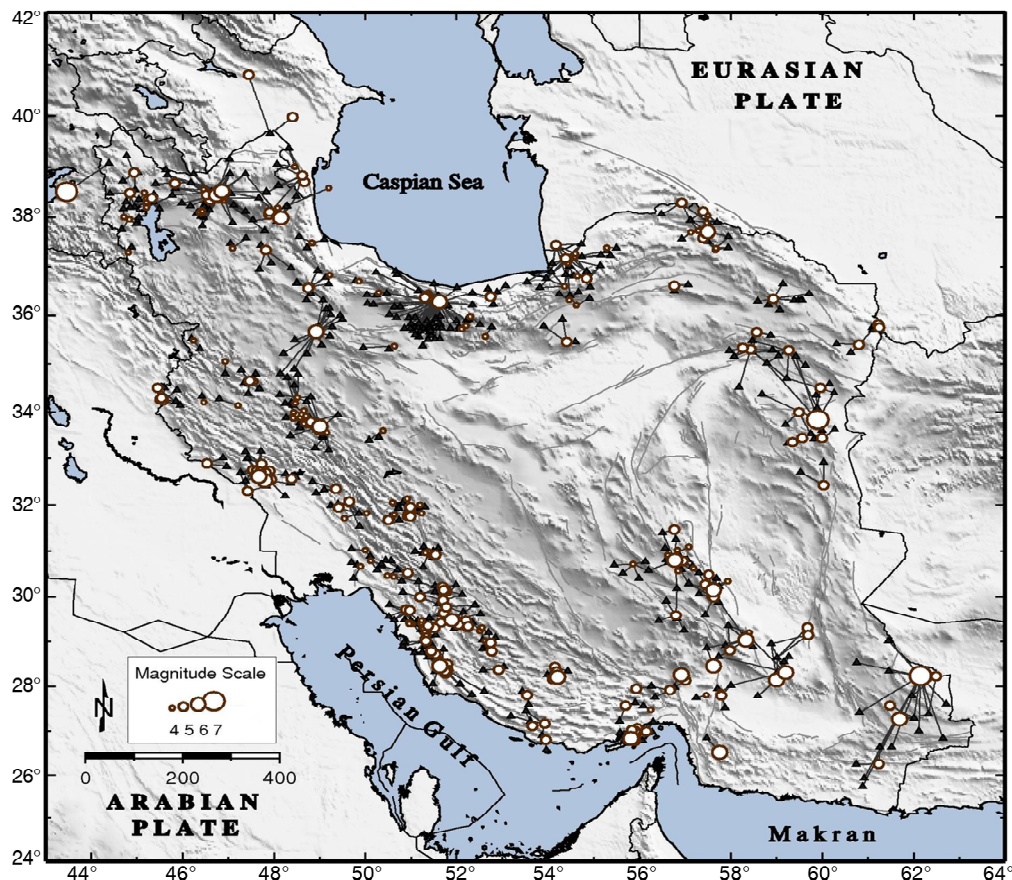 42°
40°
38°
36°
34°
32°
30°
28°
26°
24°
EURASIAN
PLATE
Caspian Sea
Persian Gulf
Magnitude Scale
4 5 6 7
N
0 200 400
ARABIAN
PLATE
Makran
44° 46° 48° 50° 52° 54° 56° 58° 60° 62° 64°